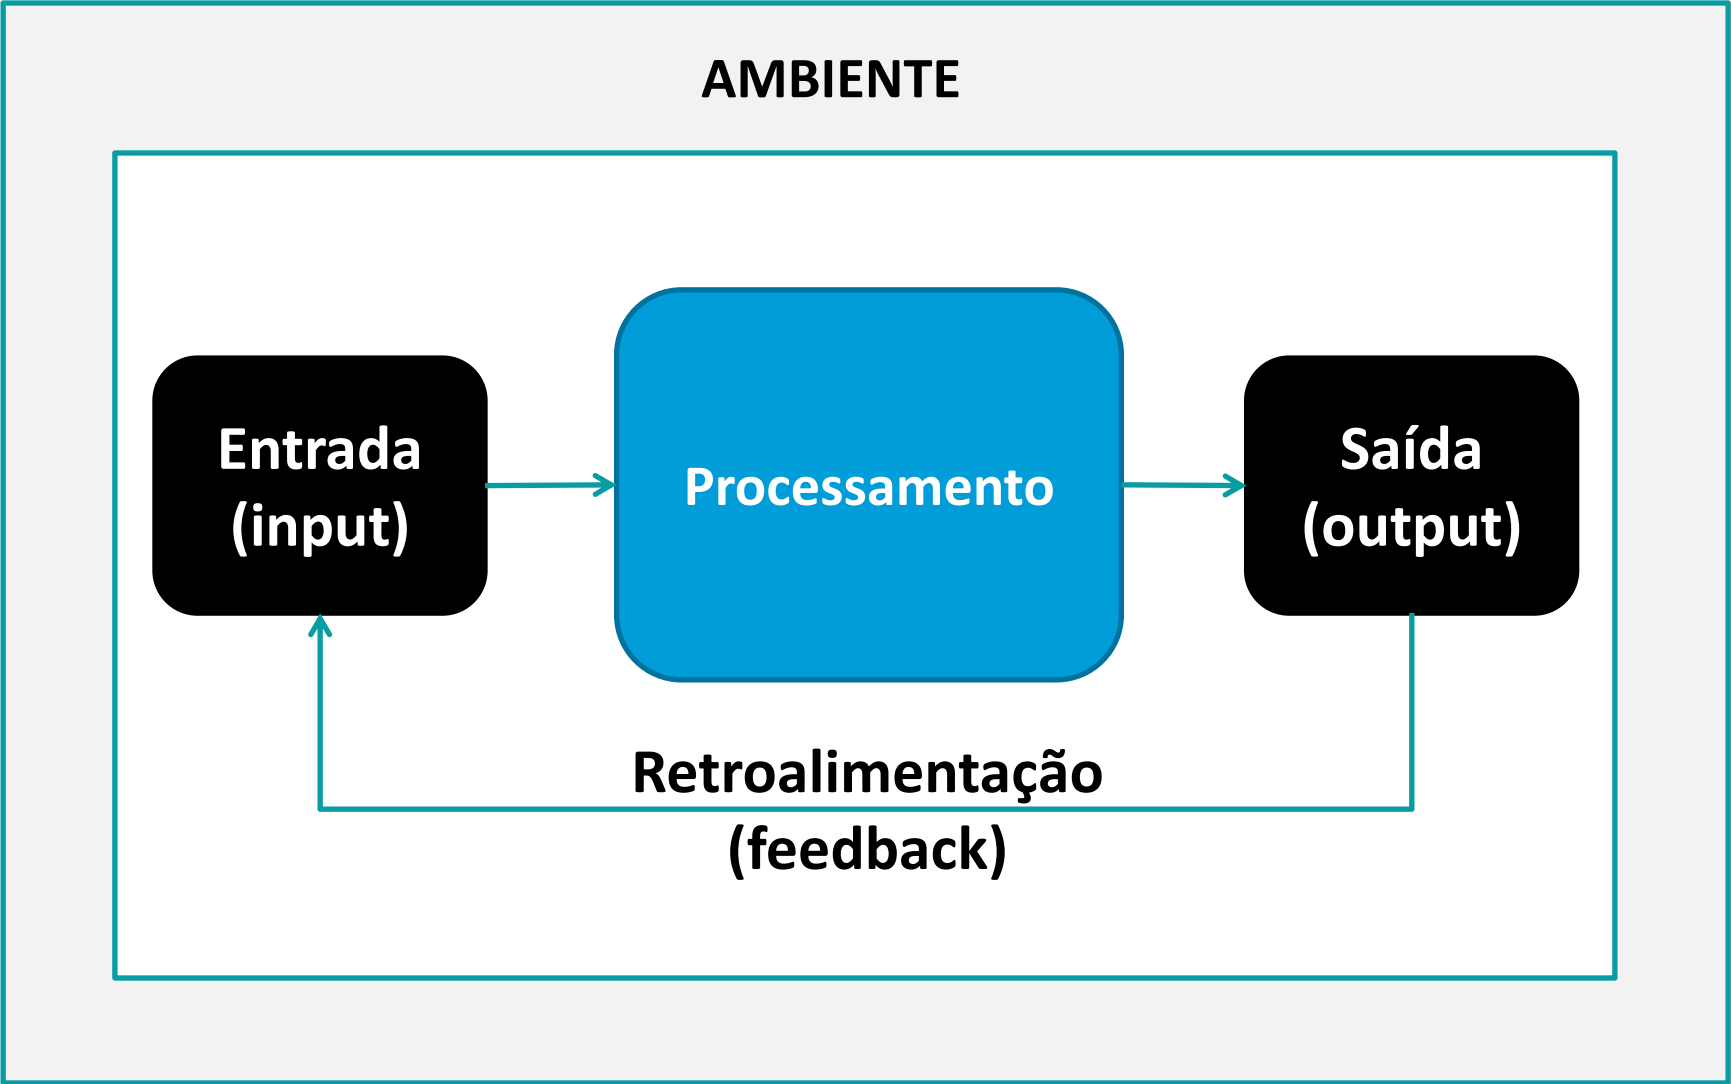 AMBIENTE
Entrada
(input)
Processamento
Saída
(output)
Retroalimentação
(feedback)